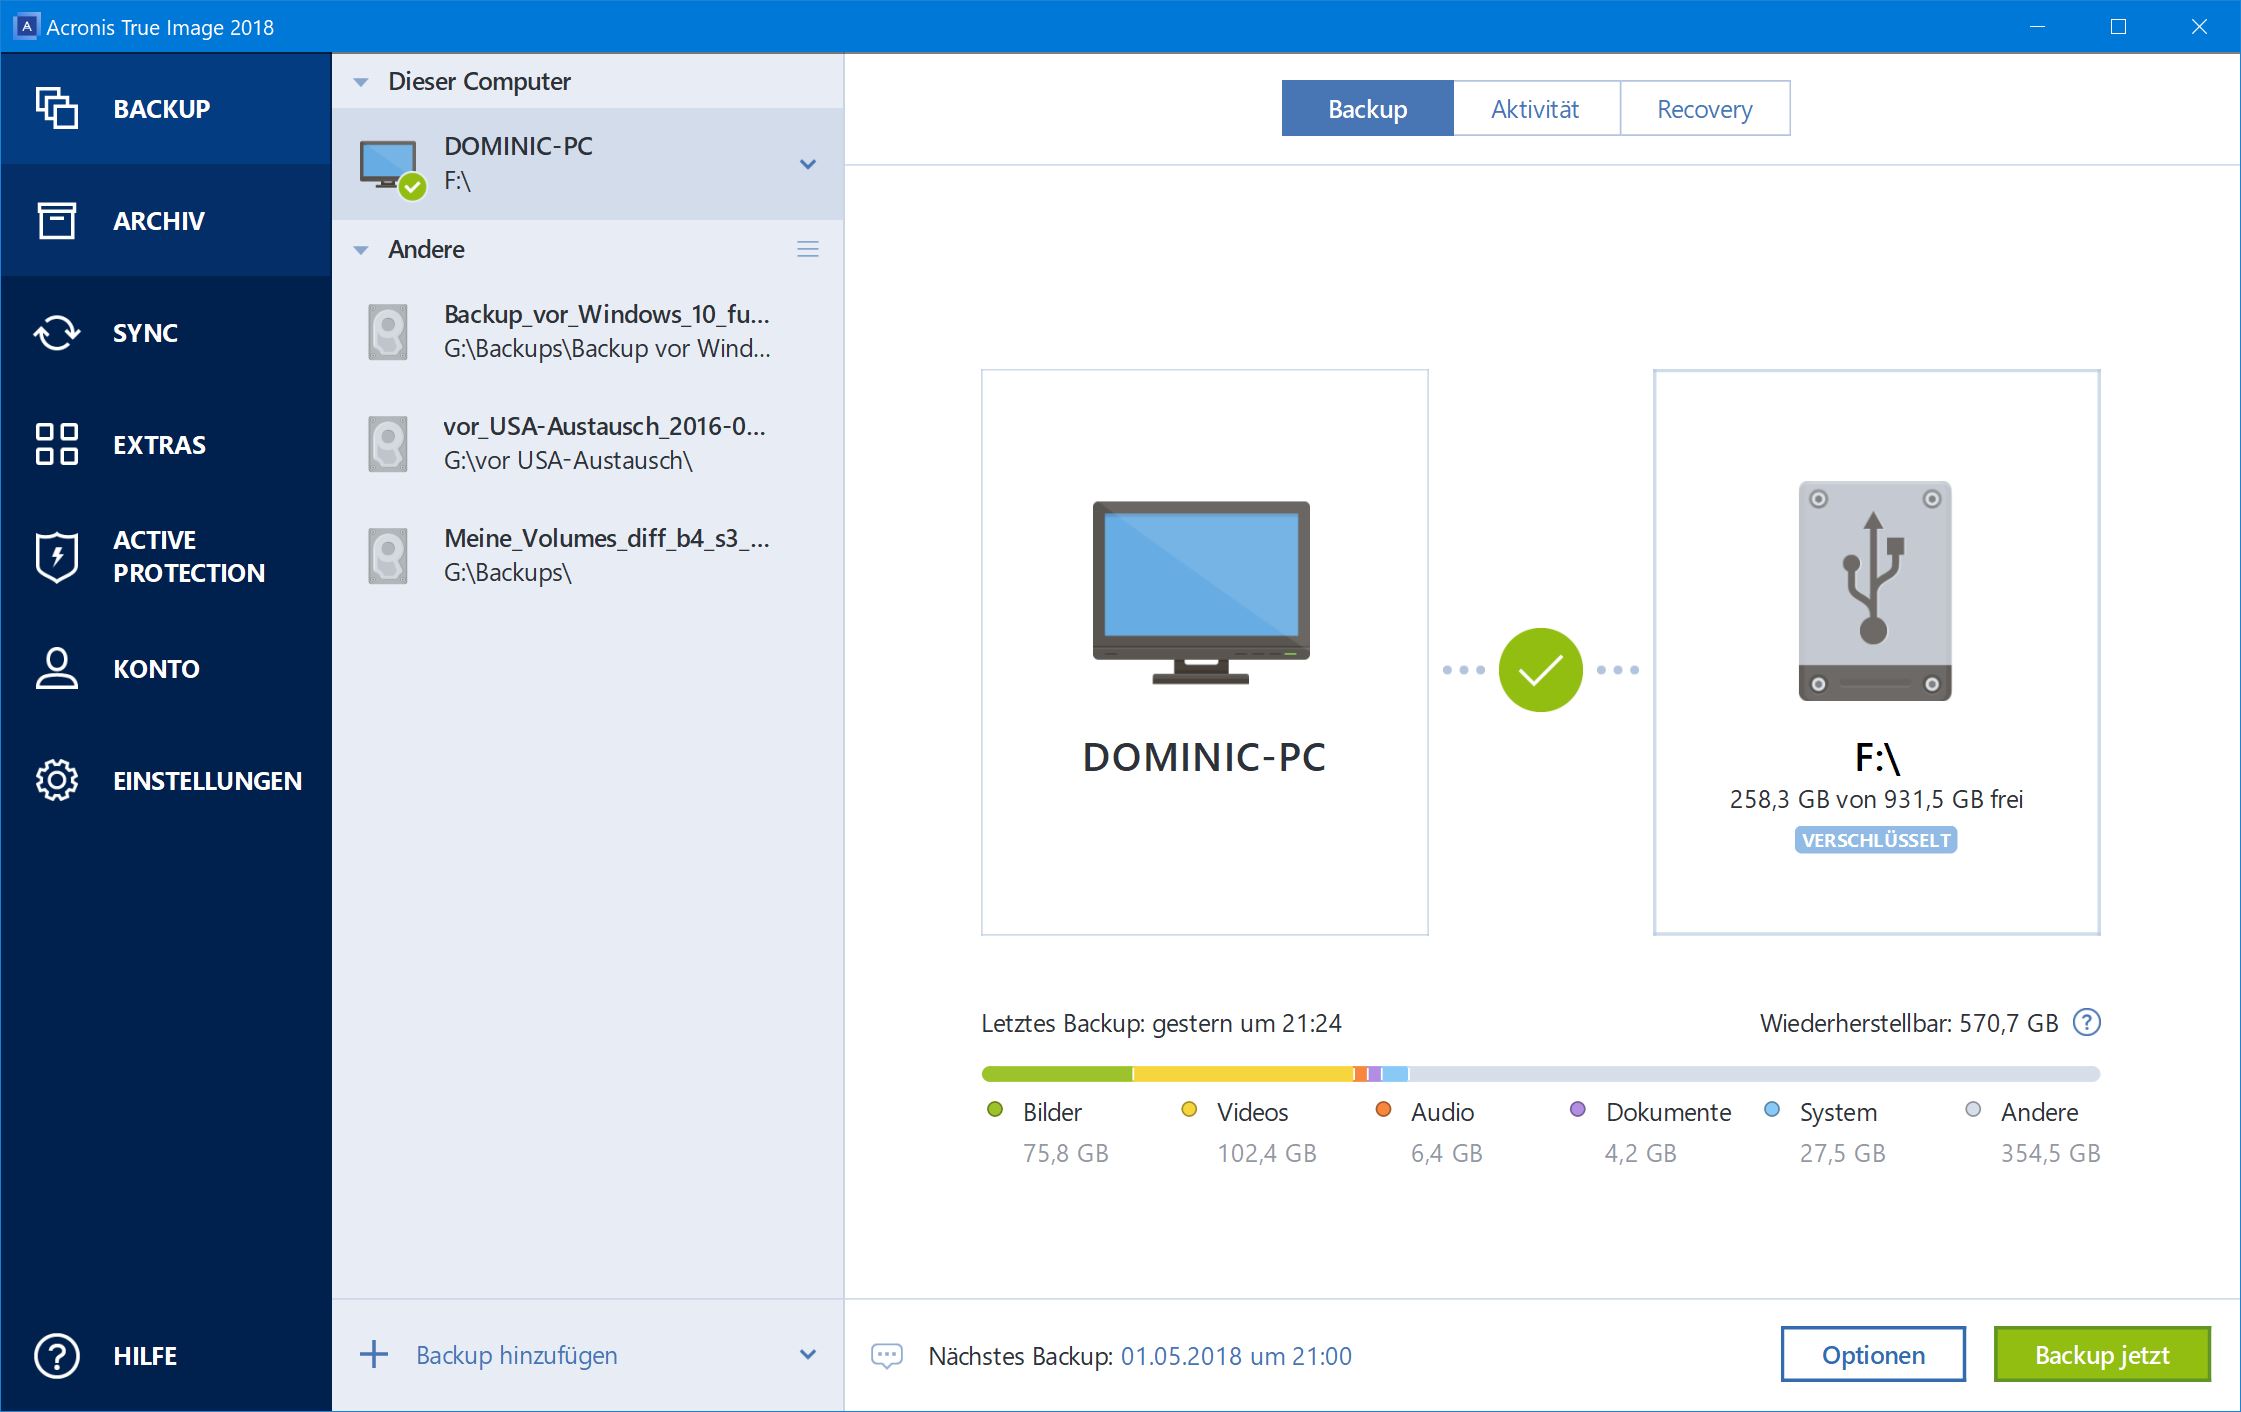 Acronis True Image 2018
BACKUP
ARCHIV
SYNC
EXTRAS
ACTIVE
PROTECTION
KONTO
EINSTELLUNGEN
HILFE
Dieser Computer
DOMINIC-PC
F:\
Andere
Backup_vor_Windows_10_fu...
G:\Backups\Backup vor Wind...
vor_USA-Austausch_2016-0...
G:\vor USA-Austausch\
Meine_Volumes_diff_b4_s3_...
G:\Backups\
Backup hinzufügen
Backup Aktivität Recovery
DOMINIC-PC
F:\
258,3 GB von 931,5 GB frei
VERSCHLÜSSELT
Letztes Backup: gestern um 21:24 Wiederherstellbar: 570,7 GB ?
Bilder Videos Audio Dokumente System Andere
75,8 GB 102,4 GB 6,4 GB 4,2 GB 27,5 GB 354,5 GB
Nächstes Backup: 01.05.2018 um 21:00 Optionen Backup jetzt